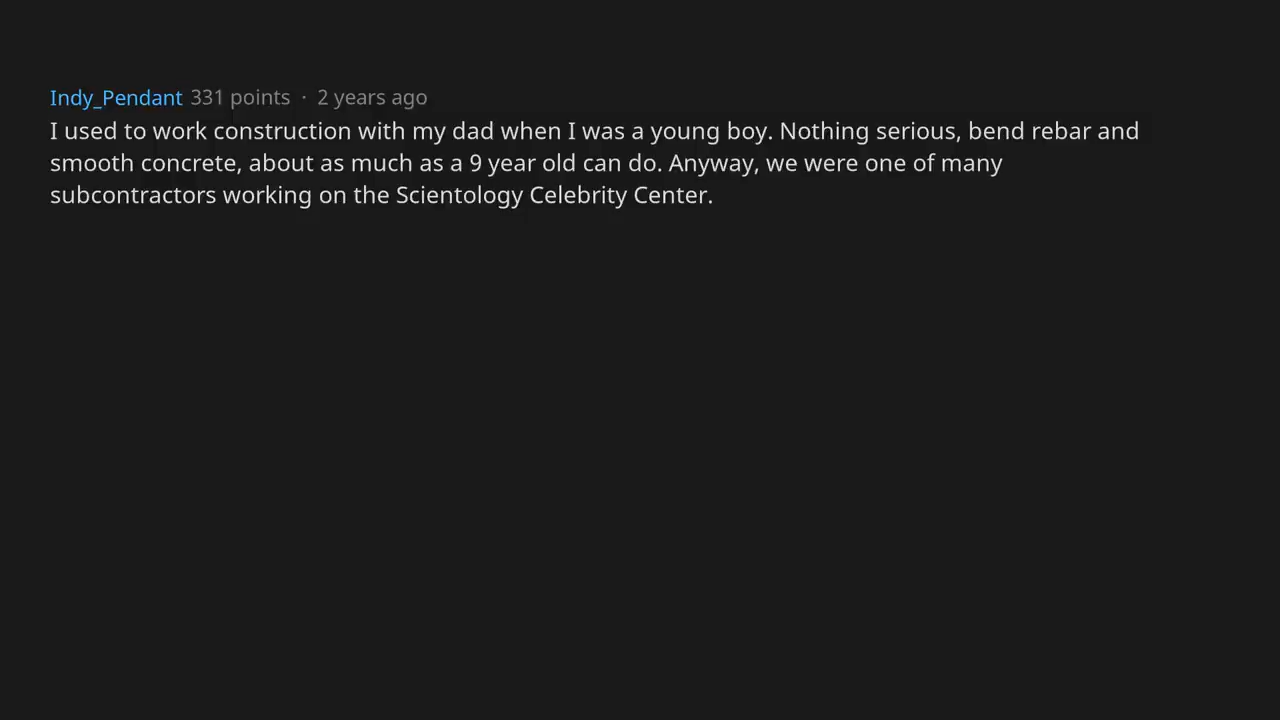 Indy_Pendant 331 points · 2 years ago
I used to work construction with my dad when I was a young boy. Nothing serious, bend rebar and
smooth concrete, about as much as a 9 year old can do. Anyway, we were one of many
subcontractors working on the Scientology Celebrity Center.